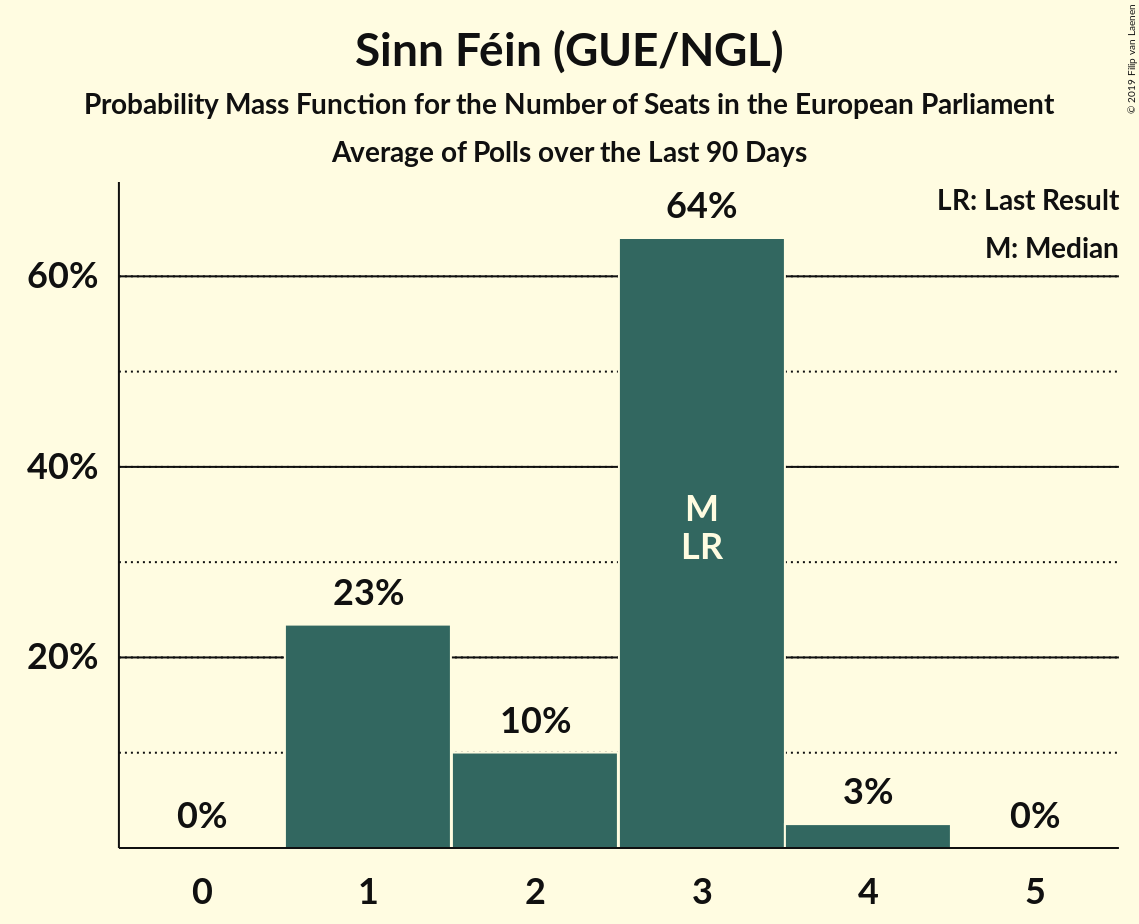 Sinn Féin (GUE/NGL)
Probability Mass Function for the Number of Seats in the European Parliament
Average of Polls over the Last 90 Days
© 2019 Filip van Laenen
LR: Last Result
M: Median
64%
60%
40%
M
LR
23%
20%
10%
3%
0%
0%
0 1 2 3 4 5